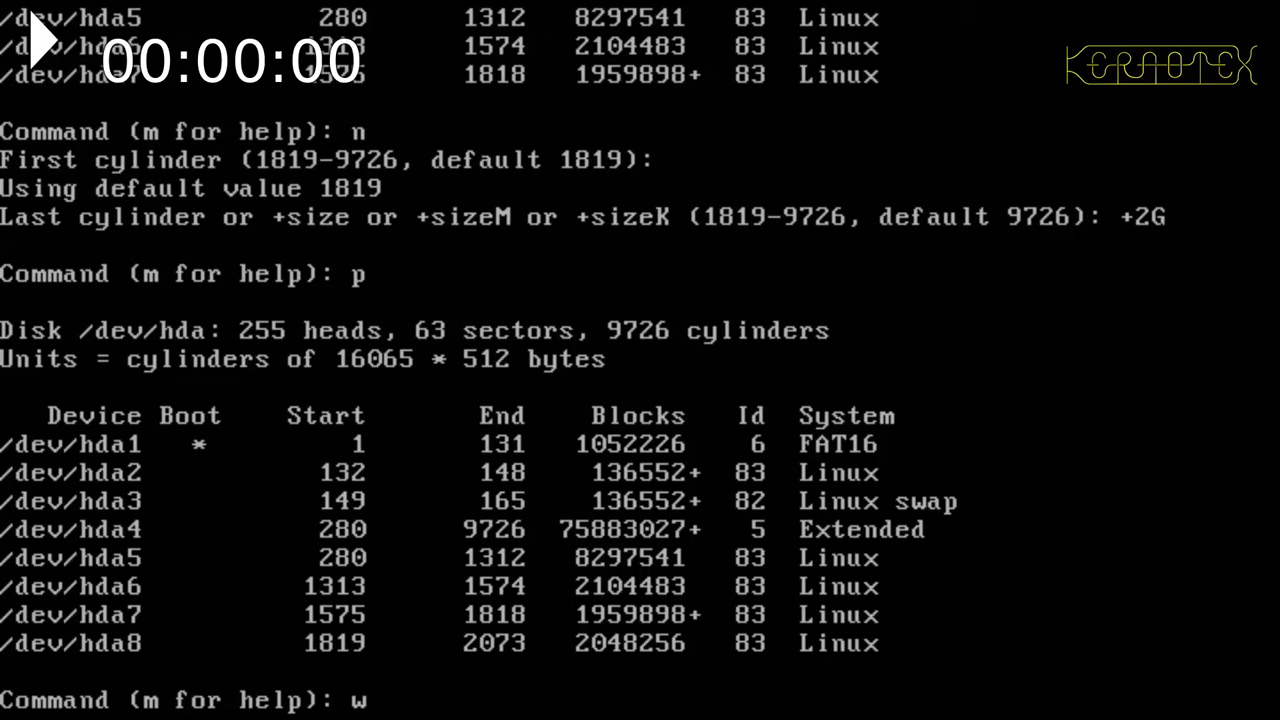 /dev/hda5           280       1312    8297541   83  Linux
/dev/hda6          1313       1574    2104483   83  Linux
/dev/hda7          1575       1818    1959898+  83  Linux
00:00:00
KERNOTEX
Command (m for help): n
First cylinder (1819-9726, default 1819):
Using default value 1819
Last cylinder or +size or +sizeM or +sizeK (1819-9726, default 9726): +2G
Command (m for help): p
Disk /dev/hda: 255 heads, 63 sectors, 9726 cylinders
Units = cylinders of 16065 * 512 bytes
Device Boot    Start       End    Blocks   Id  System
/dev/hda1   *         1       131   1052226    6  FAT16
/dev/hda2           132       148    136552+  83  Linux
/dev/hda3           149       165    136552+  82  Linux swap
/dev/hda4           280      9726  75883027+   5  Extended
/dev/hda5           280      1312   8297541   83  Linux
/dev/hda6          1313      1574   2104483   83  Linux
/dev/hda7          1575      1818   1959898+  83  Linux
/dev/hda8          1819      2073   2048256   83  Linux
Command (m for help): w